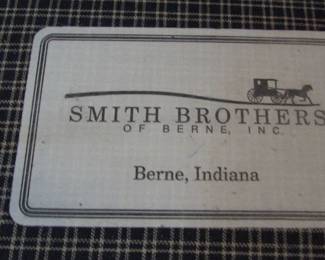 SMITH BROTHERS
OF BERNE, INC.
Berne, Indiana